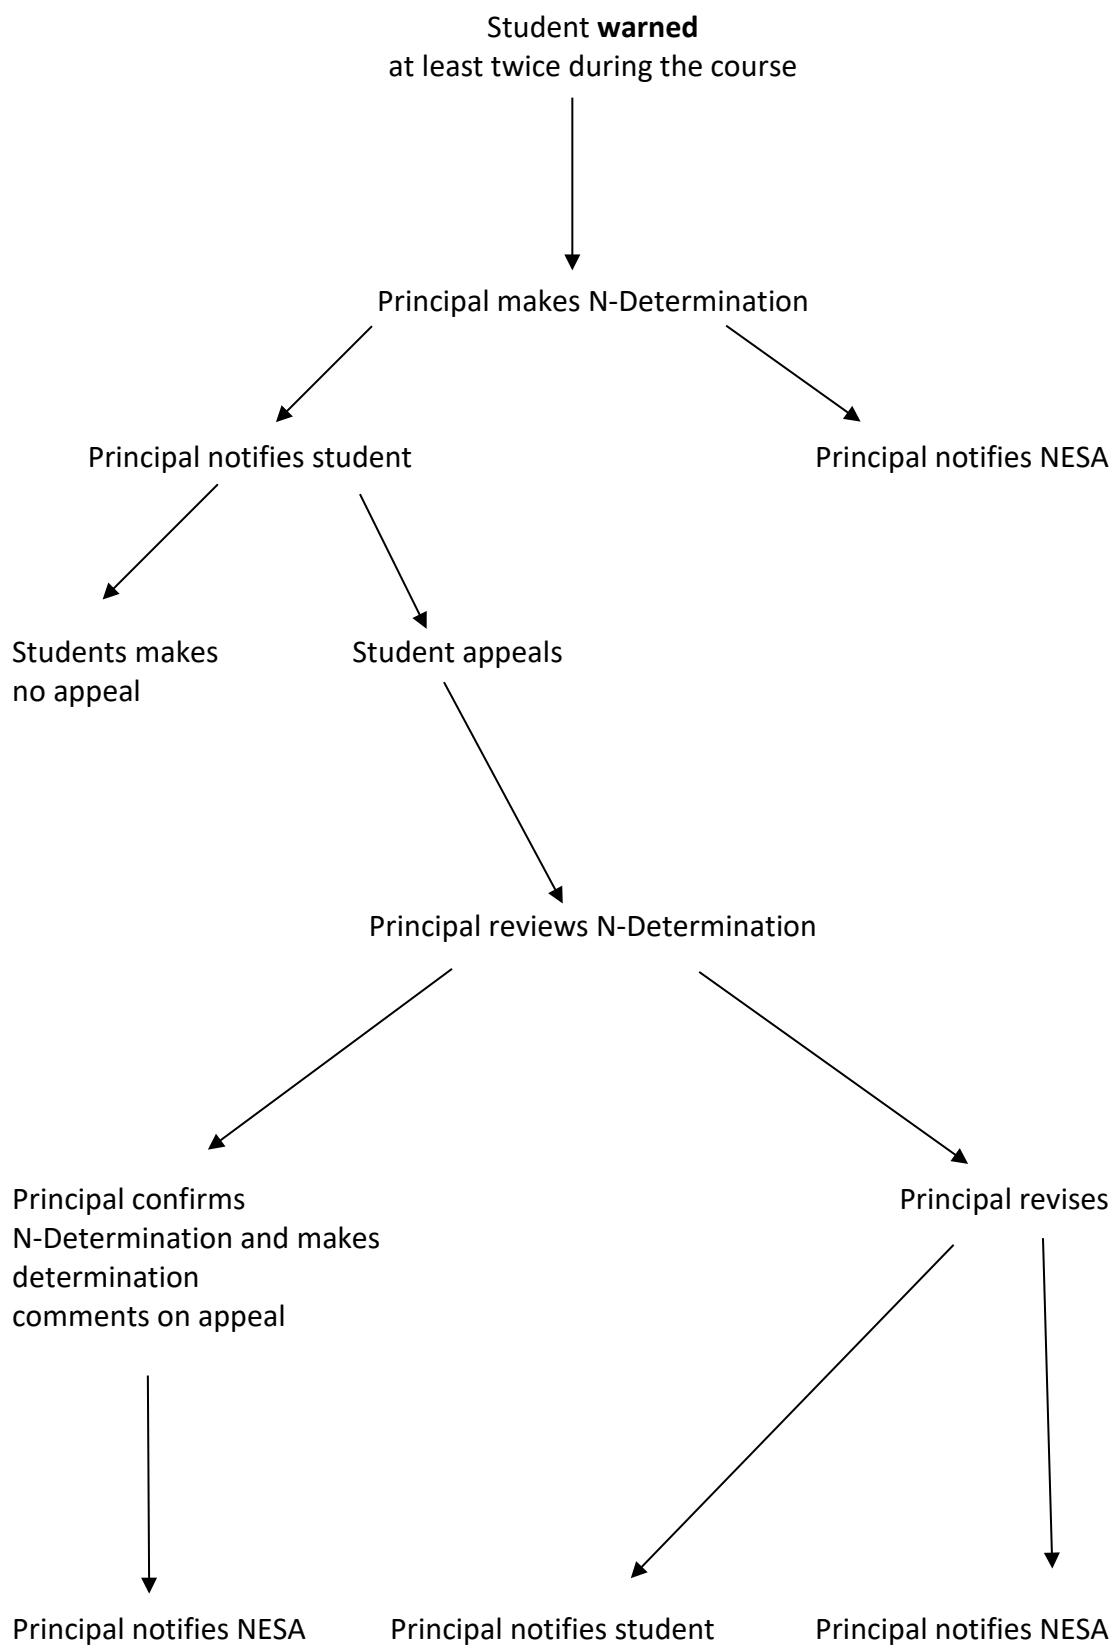 Student warned
at least twice during the course
Principal makes N-Determination
Principal notifies student
Principal notifies NESA
Students makes
no appeal
Student appeals
Principal reviews N-Determination
Principal confirms
N-Determination and makes
determination
comments on appeal
Principal revises
Principal notifies NESA
Principal notifies student
Principal notifies NESA